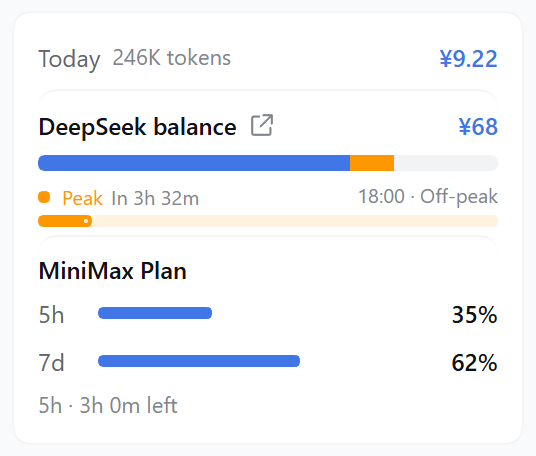 Today 246K tokens ¥9.22
DeepSeek balance ¥68
Peak In 3h 32m 18:00 · Off-peak
MiniMax Plan
5h 35%
7d 62%
5h · 3h 0m left